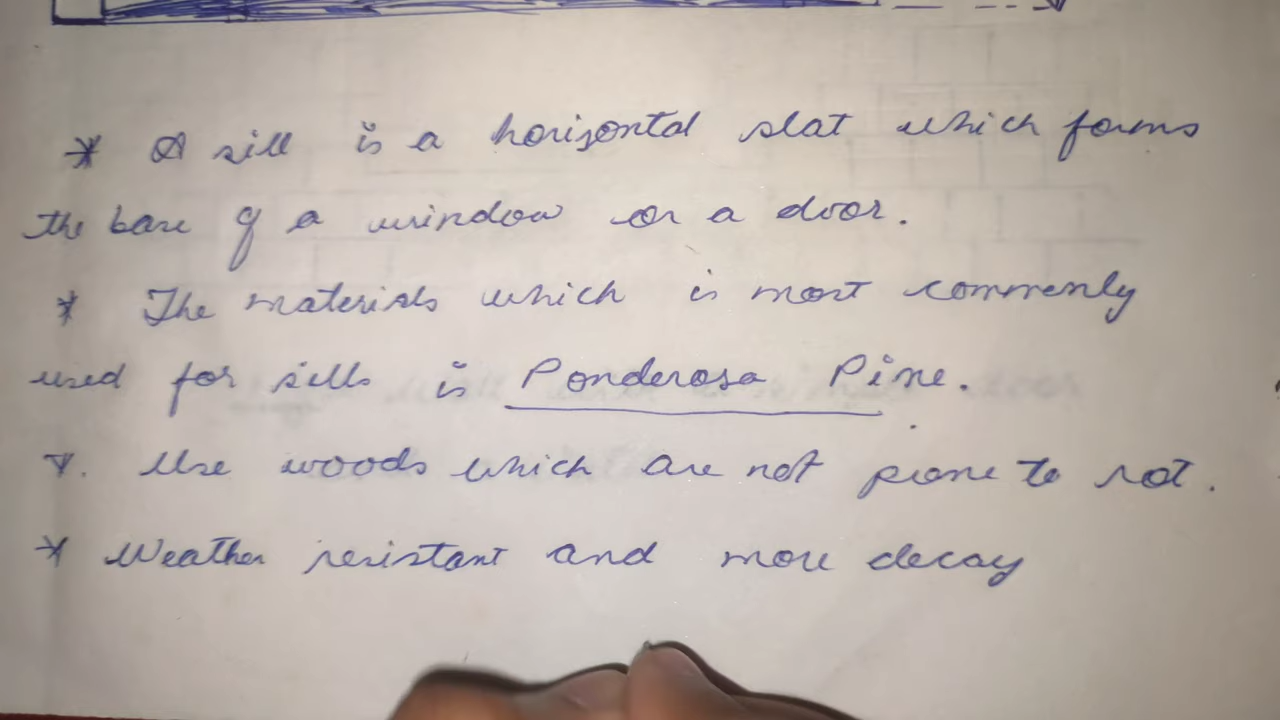 * A sill is a horizontal slat which forms
the base of a window or a door.
* The materials which is most commenly
used for sills is Ponderosa Pine.
* Use woods which are not prone to rot.
* Weather resistant and more decay